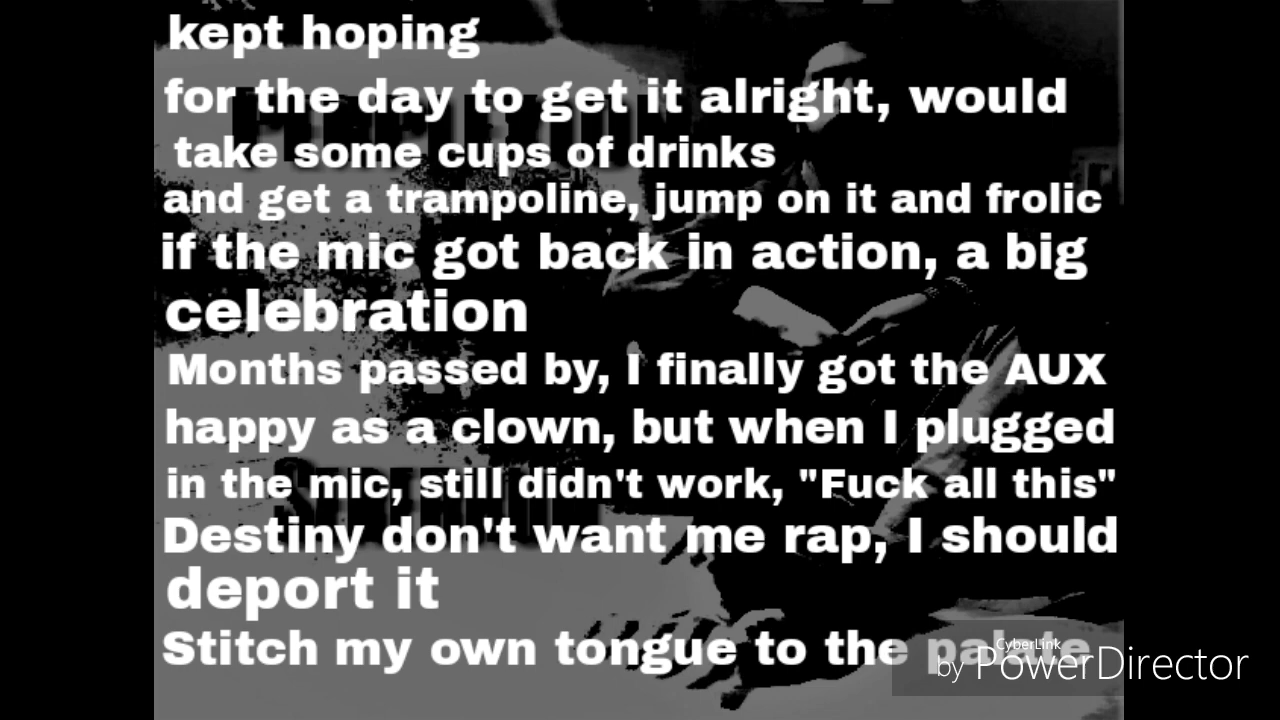 kept hoping
for the day to get it alright, would
take some cups of drinks
and get a trampoline, jump on it and frolic
if the mic got back in action, a big
celebration
Months passed by, I finally got the AUX
happy as a clown, but when I plugged
in the mic, still didn't work, "Fuck all this"
Destiny don't want me rap, I should
deport it
Stitch my own tongue to the palate
CyberLink
by PowerDirector